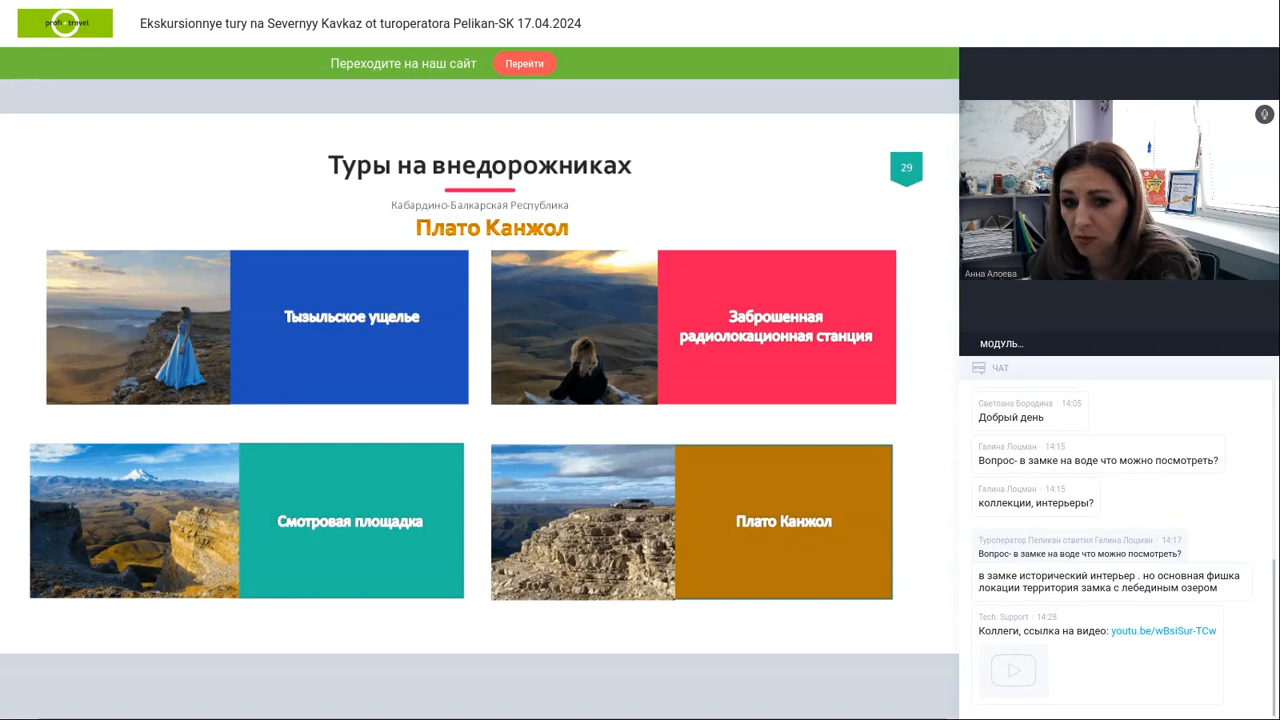 profi travel
Ekskursionnye tury na Severnyy Kavkaz ot turoperatora Pelikan-SK 17.04.2024
Переходите на наш сайт
Перейти
Туры на внедорожниках
29
Кабардино-Балкарская Республика
Плато Канжол
Тызыльское ущелье
Заброшенная
радиолокационная станция
Смотровая площадка
Плато Канжол
Анна Алоева
МОДУЛЬ...
ЧАТ
Светлана Бородина 14:05
Добрый день
Галина Лоцман 14:15
Вопрос- в замке на воде что можно посмотреть?
Галина Лоцман 14:15
коллекции, интерьеры?
Туроператор Пеликан ответил Галина Лоцман 14:17
Вопрос- в замке на воде что можно посмотреть?
в замке исторический интерьер . но основная фишка
локации территория замка с лебединым озером
Tech. Support 14:28
Коллеги, ссылка на видео: youtu.be/wBsiSur-TCw